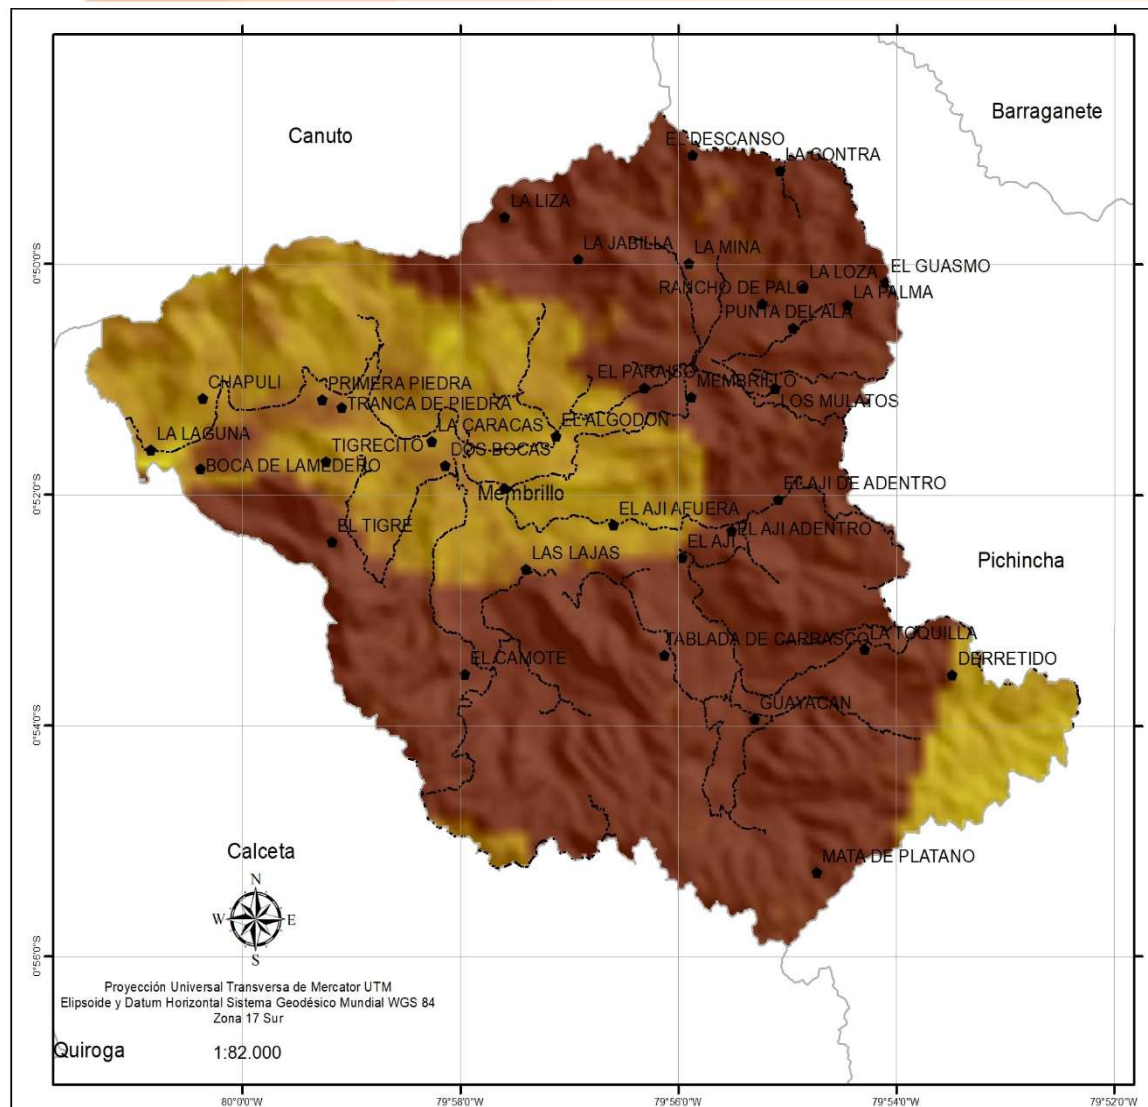 Barraganete
Canuto
EL DESCANSO
LA CONTRA
LA LIZA
LA JABILLA
LA MINA
LA LOZA
EL GUASMO
RANCHO DE PALO
LA PALMA
PUNTA DEL ALA
EL PARAISO
MEMBRILLO
LOS MULATOS
CHAPULI
PRIMERA PIEDRA
TRANCA DE PIEDRA
LA CARACAS
EL ALGODON
LA LAGUNA
TIGRECITO
DOS BOCAS
BOCA DE LAMEDERO
Membrillo
EL AJI DE ADENTRO
EL AJI AFUERA
EL AJI ADENTRO
EL TIGRE
EL AJI
LAS LAJAS
Pichincha
TABLADA DE CARRASCO
LA TOQUILLA
EL CAMOTE
DERRETIDO
GUAYACAN
MATA DE PLATANO
Calceta
N
W
E
S
Proyección Universal Transversa de Mercator UTM
Elipsoide y Datum Horizontal Sistema Geodésico Mundial WGS 84
Zona 17 Sur
Quiroga
1:82.000
0°50'0"S
0°52'0"S
0°54'0"S
0°56'0"S
80°0'0"W
79°58'0"W
79°56'0"W
79°54'0"W
79°52'0"W